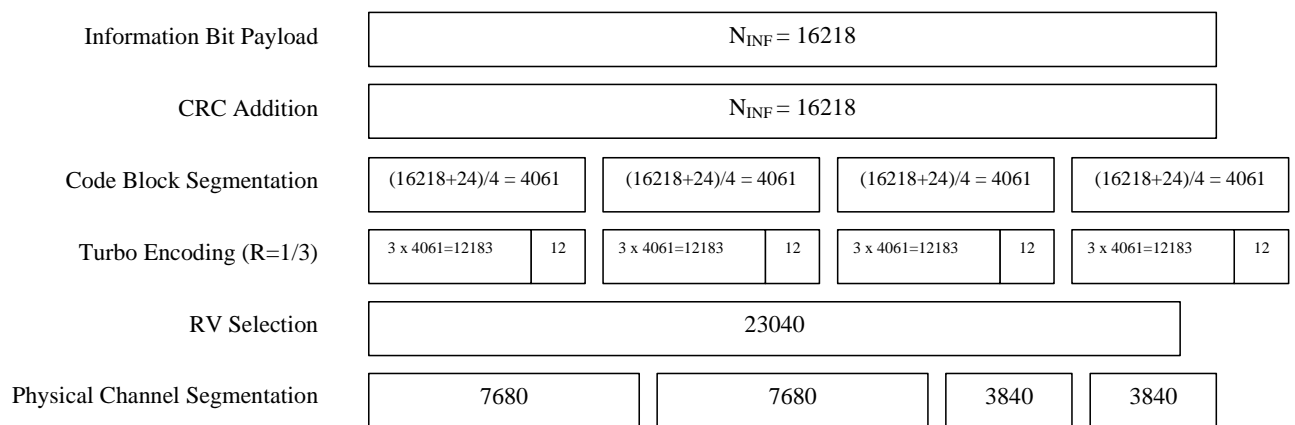 Information Bit Payload
N_INF = 16218
CRC Addition
N_INF = 16218
Code Block Segmentation
(16218+24)/4 = 4061
(16218+24)/4 = 4061
(16218+24)/4 = 4061
(16218+24)/4 = 4061
Turbo Encoding (R=1/3)
3 x 4061=12183
12
3 x 4061=12183
12
3 x 4061=12183
12
3 x 4061=12183
12
RV Selection
23040
Physical Channel Segmentation
7680
7680
3840
3840